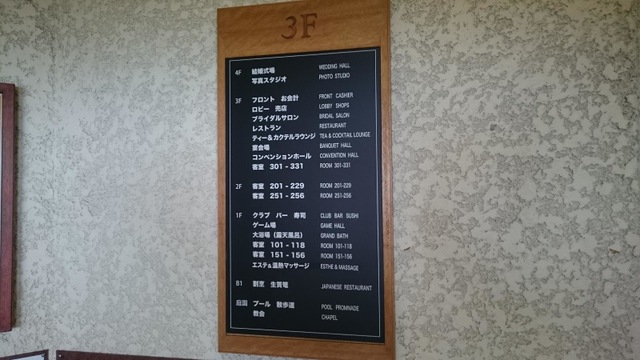 3F
4F 結婚式場 WEDDING HALL
写真スタジオ PHOTO STUDIO
3F フロント お会計 FRONT CASHIER
ロビー 売店 LOBBY SHOPS
ブライダルサロン BRIDAL SALON
レストラン RESTAURANT
ティー&カクテルラウンジ TEA & COCKTAIL LOUNGE
宴会場 BANQUET HALL
コンベンションホール CONVENTION HALL
客室 301-331 ROOM 301-331
2F 客室 201-229 ROOM 201-229
客室 251-256 ROOM 251-256
1F クラブ バー 寿司 CLUB BAR SUSHI
ゲーム場 GAME HALL
大浴場(露天風呂) GRAND BATH
客室 101-118 ROOM 101-118
客室 151-156 ROOM 151-156
エステ&温熱マッサージ ESTHE & MASSAGE
B1 割烹 生簀篭 JAPANESE RESTAURANT
庭園 プール 散歩道 POOL PROMNADE
教会 CHAPEL